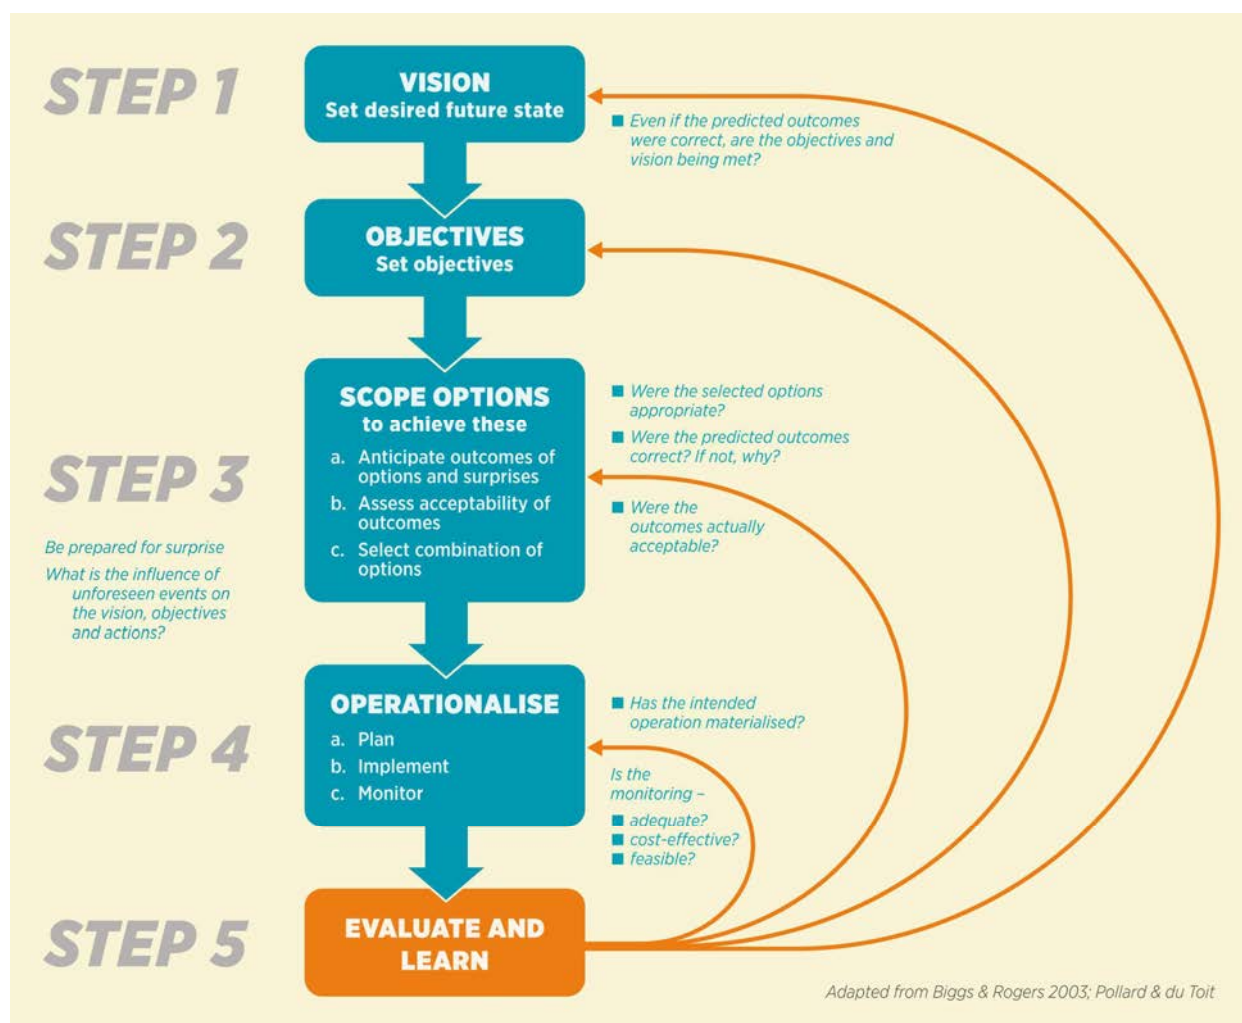 STEP 1
VISION
Set desired future state
■ Even if the predicted outcomes
were correct, are the objectives and
vision being met?
STEP 2
OBJECTIVES
Set objectives
STEP 3
Be prepared for surprise
What is the influence of
unforeseen events on
the vision, objectives
and actions?
SCOPE OPTIONS
to achieve these
a. Anticipate outcomes of
options and surprises
b. Assess acceptability of
outcomes
c. Select combination of
options
■ Were the selected options
appropriate?
■ Were the predicted outcomes
correct? If not, why?
■ Were the
outcomes actually
acceptable?
STEP 4
OPERATIONALISE
a. Plan
b. Implement
c. Monitor
■ Has the intended
operation materialised?
Is the
monitoring –
■ adequate?
■ cost-effective?
■ feasible?
STEP 5
EVALUATE AND
LEARN
Adapted from Biggs & Rogers 2003; Pollard & du Toit